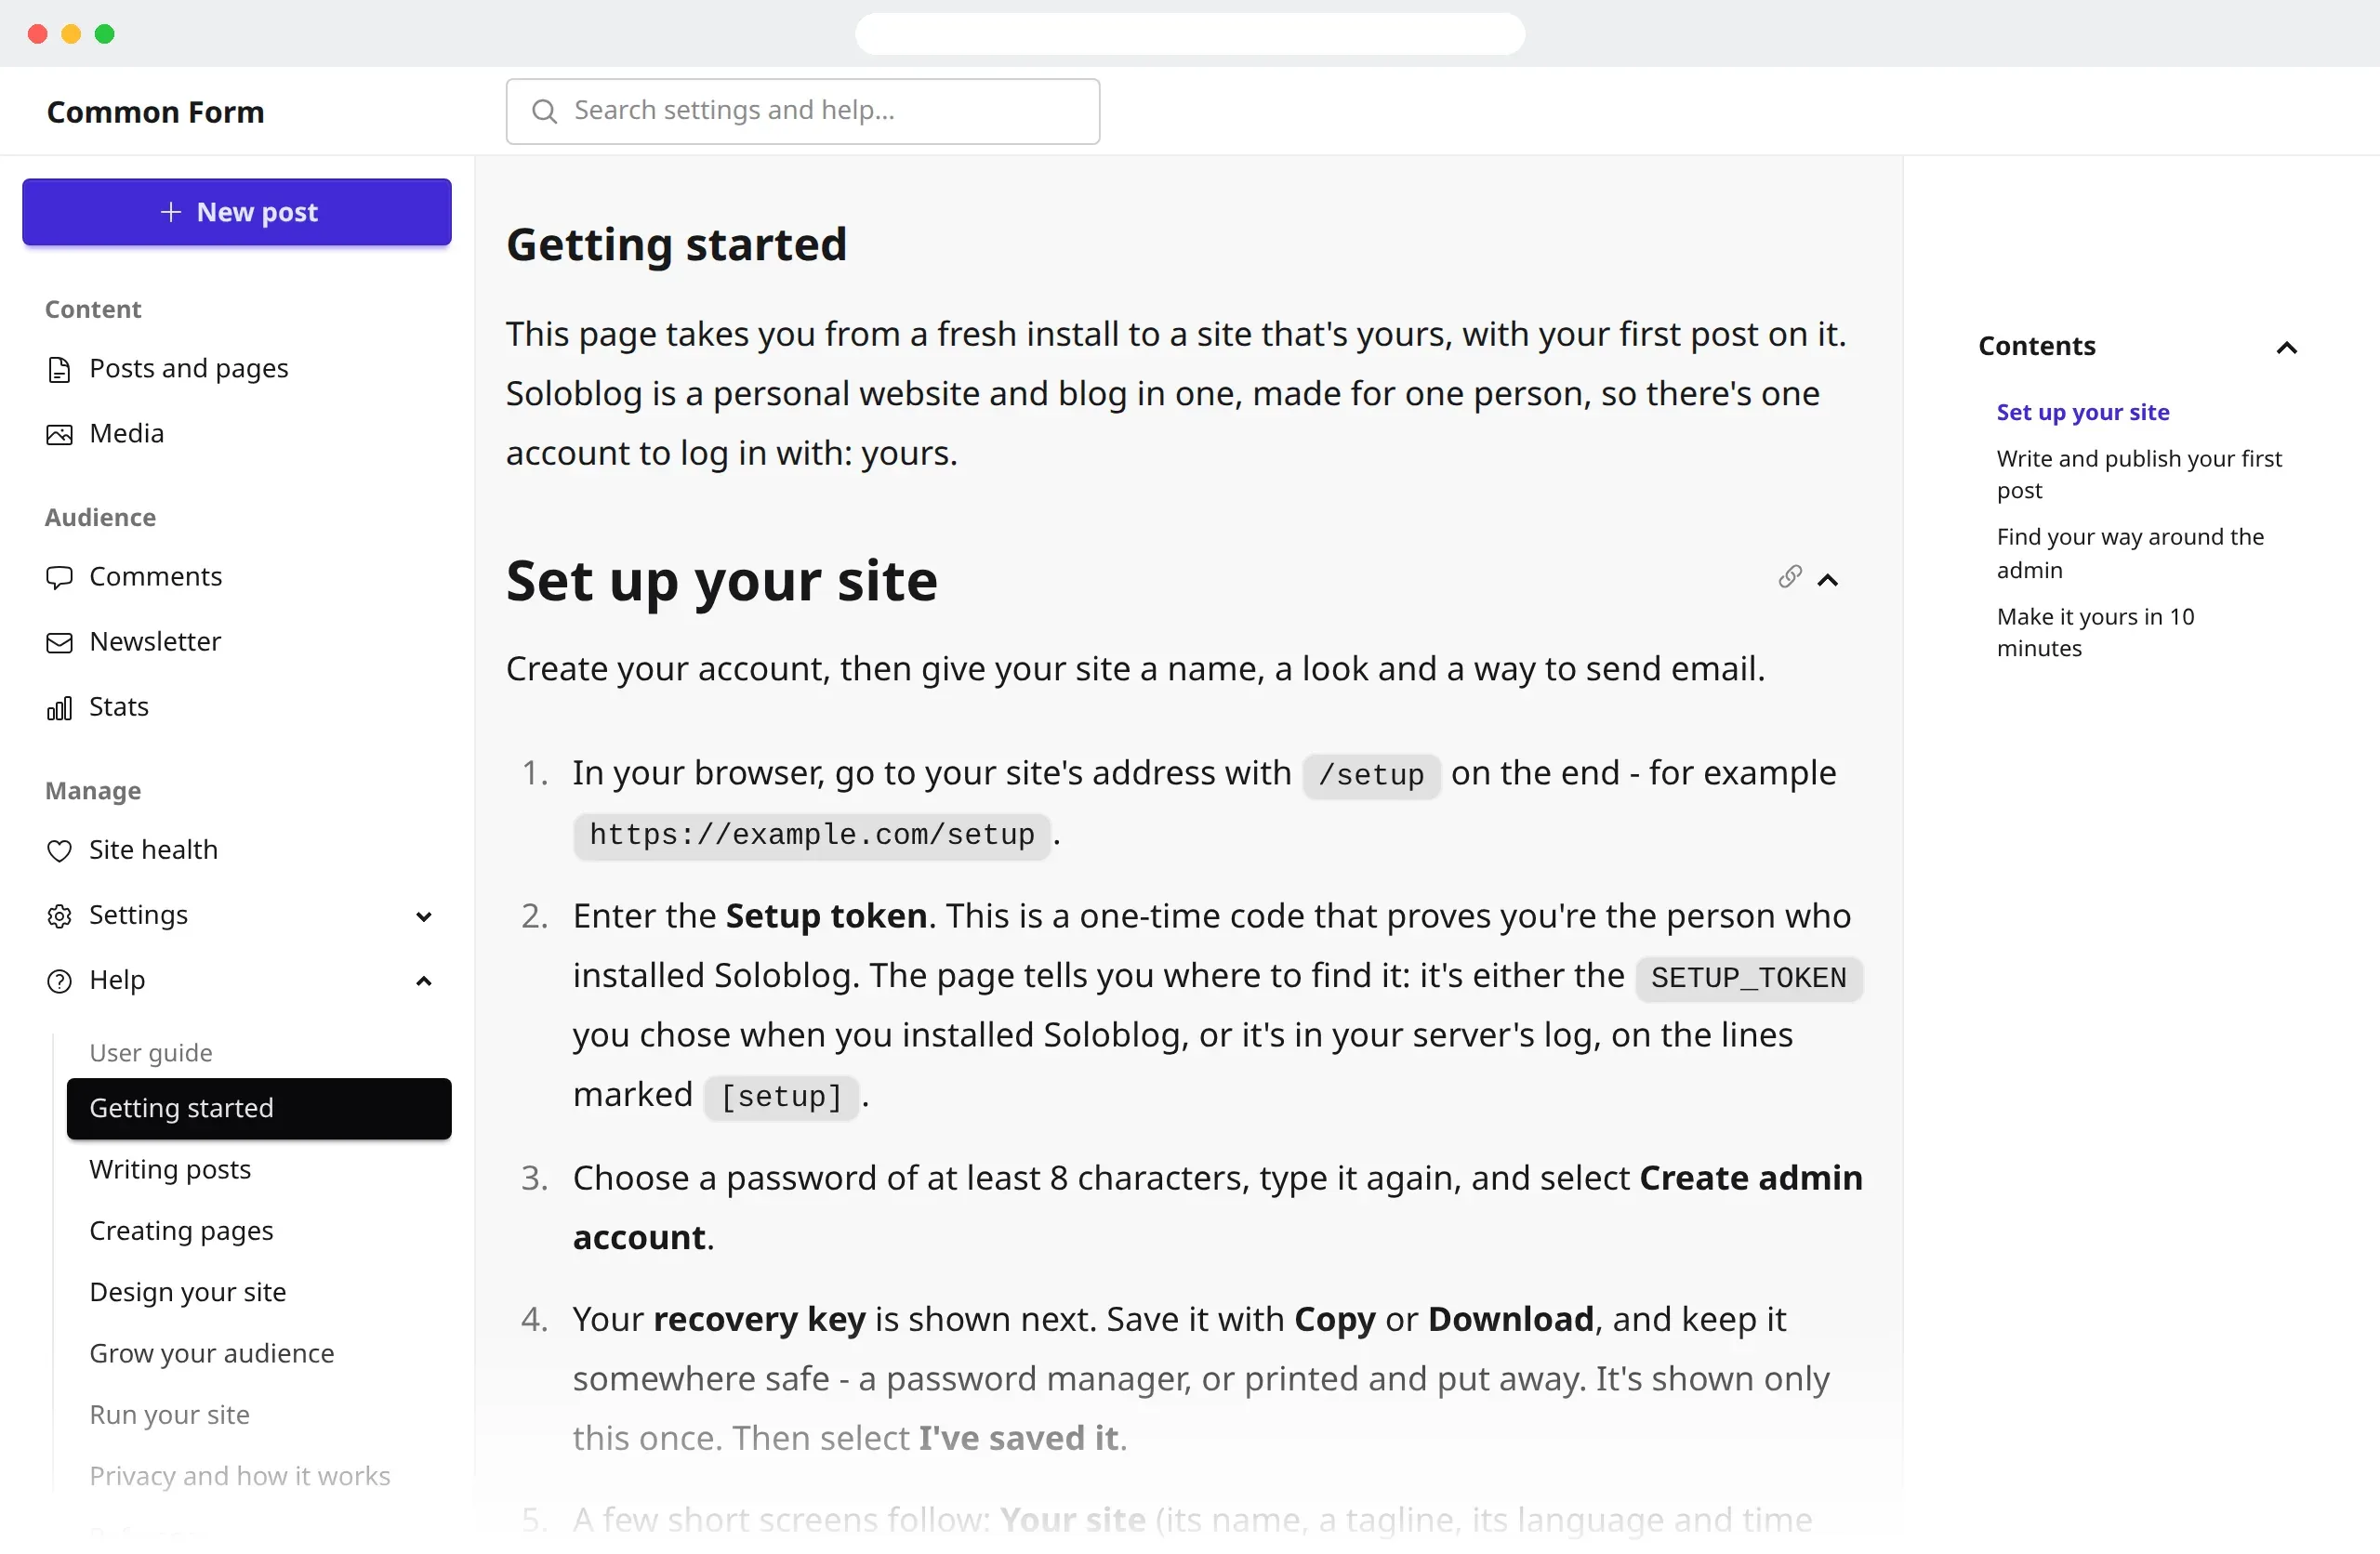 Common Form
Search settings and help...
New post
Content
Posts and pages
Media
Audience
Comments
Newsletter
Stats
Manage
Site health
Settings
Help
User guide
Getting started
Writing posts
Creating pages
Design your site
Grow your audience
Run your site
Privacy and how it works
Getting started
This page takes you from a fresh install to a site that's yours, with your first post on it.
Soloblog is a personal website and blog in one, made for one person, so there's one
account to log in with: yours.
Set up your site
Create your account, then give your site a name, a look and a way to send email.
1. In your browser, go to your site's address with /setup on the end - for example
https://example.com/setup.
2. Enter the Setup token. This is a one-time code that proves you're the person who
installed Soloblog. The page tells you where to find it: it's either the SETUP_TOKEN
you chose when you installed Soloblog, or it's in your server's log, on the lines
marked [setup].
3. Choose a password of at least 8 characters, type it again, and select Create admin
account.
4. Your recovery key is shown next. Save it with Copy or Download, and keep it
somewhere safe - a password manager, or printed and put away. It's shown only
this once. Then select I've saved it.
5. A few short screens follow: Your site (its name, a tagline, its language and time
Contents
Set up your site
Write and publish your first
post
Find your way around the
admin
Make it yours in 10
minutes